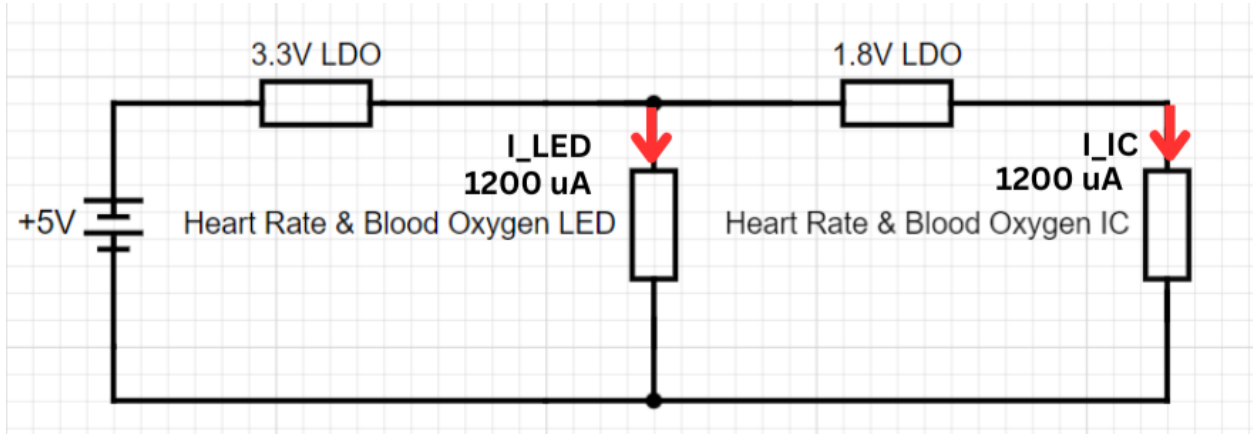 3.3V LDO
1.8V LDO
I_LED
1200 uA
I_IC
1200 uA
+5V
Heart Rate & Blood Oxygen LED
Heart Rate & Blood Oxygen IC